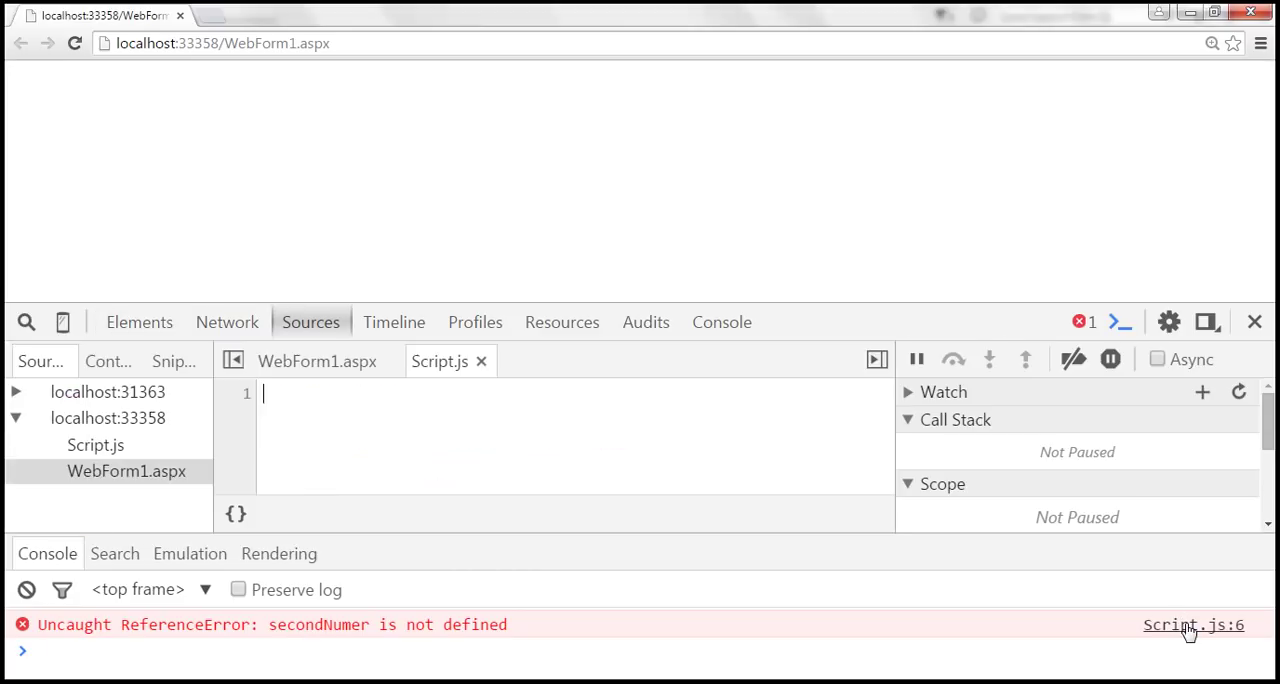 localhost:33358/WebForm
localhost:33358/WebForm1.aspx
Elements Network Sources Timeline Profiles Resources Audits Console 1
Sour... Cont... Snip... WebForm1.aspx Script.js Async
localhost:31363 1 Watch
localhost:33358 Call Stack
Script.js Not Paused
WebForm1.aspx Scope
{} Not Paused
Console Search Emulation Rendering
<top frame> Preserve log
Uncaught ReferenceError: secondNumer is not defined Script.js:6